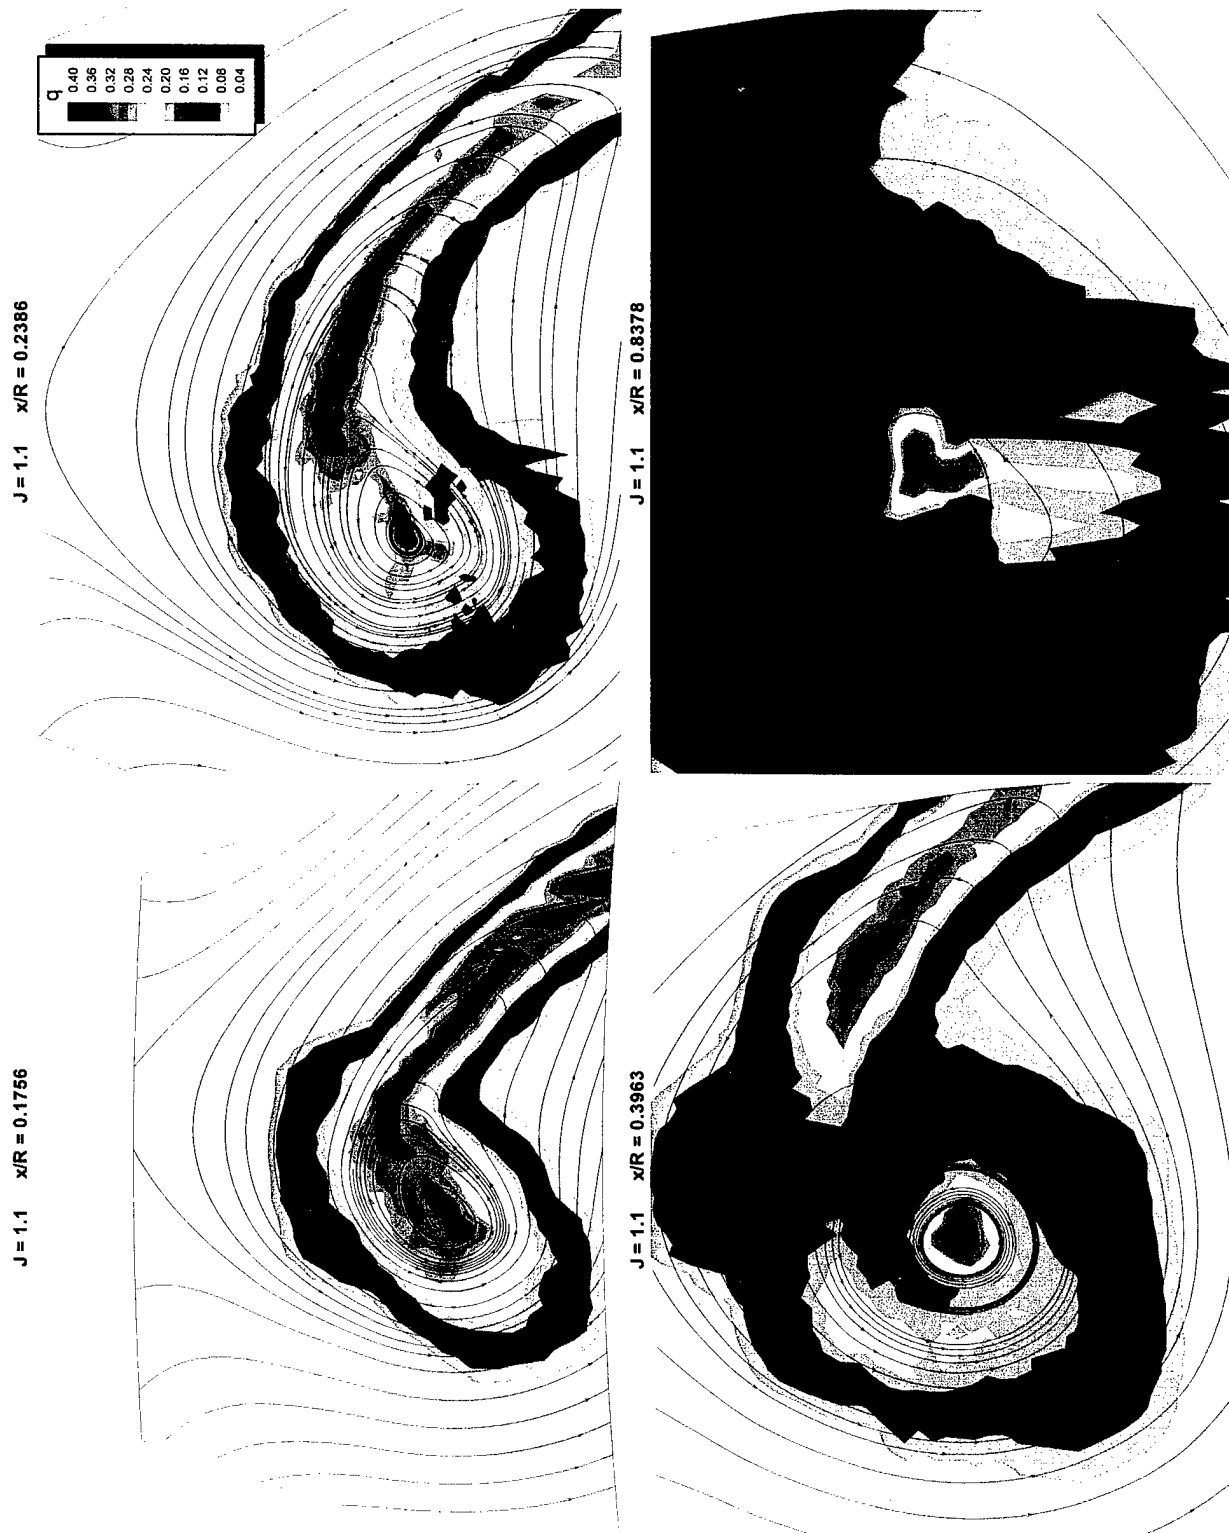 J = 1.1 x/R = 0.1756
J = 1.1 x/R = 0.2386
q
0.40
0.36
0.32
0.28
0.24
0.20
0.16
0.12
0.08
0.04
J = 1.1 x/R = 0.3963
J = 1.1 x/R = 0.8378